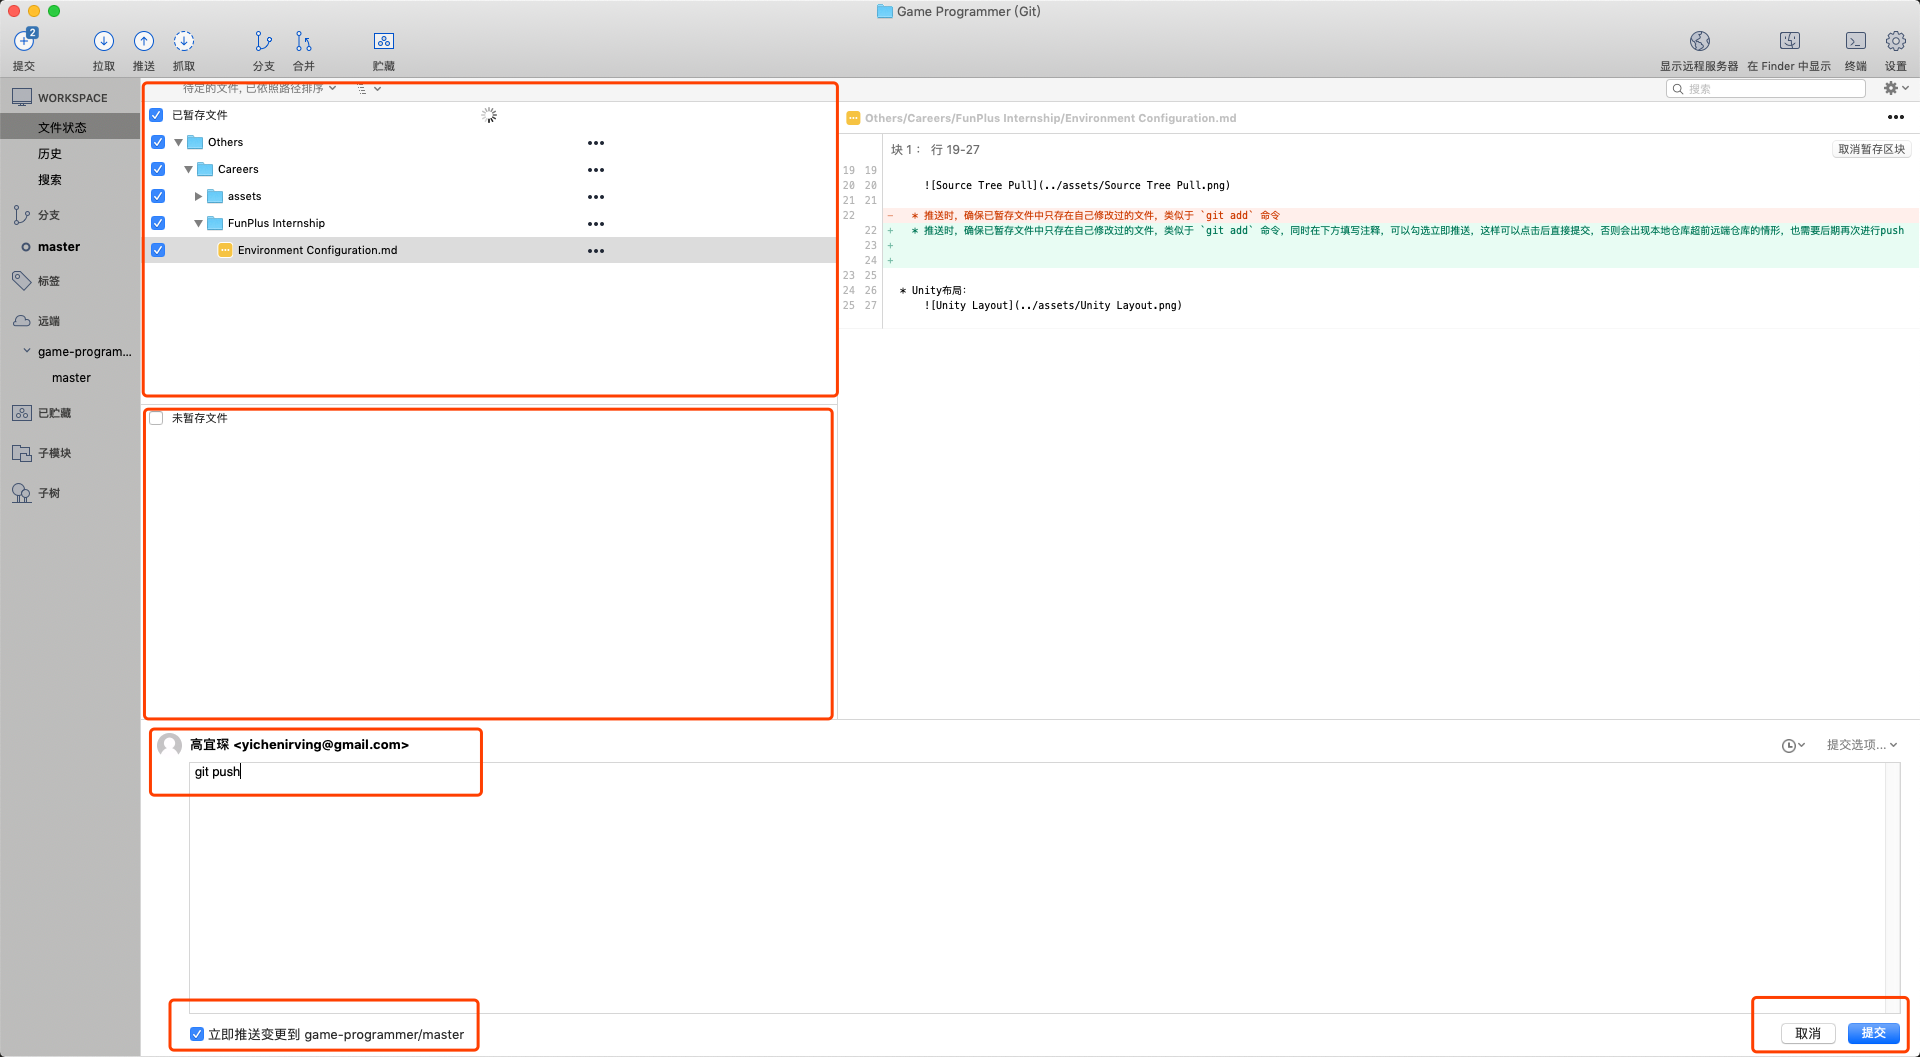 Game Programmer (Git)
2
提交
拉取
推送
抓取
分支
合并
贮藏
显示远程服务器
在 Finder 中显示
终端
设置
WORKSPACE
文件状态
历史
搜索
分支
master
标签
远端
game-program...
master
已贮藏
子模块
子树
待定的文件, 已依照路径排序
搜索
已暂存文件
Others
Careers
assets
FunPlus Internship
Environment Configuration.md
未暂存文件
Others/Careers/FunPlus Internship/Environment Configuration.md
块 1： 行 19-27
取消暂存区块
19 19
20 20 ![Source Tree Pull](../assets/Source Tree Pull.png)
21 21
22 - * 推送时，确保已暂存文件中只存在自己修改过的文件，类似于 `git add` 命令
22 + * 推送时，确保已暂存文件中只存在自己修改过的文件，类似于 `git add` 命令，同时在下方填写注释，可以勾选立即推送，这样可以点击后直接提交，否则会出现本地仓库超前远端仓库的情形，也需要后期再次进行push
23 +
24 +
23 25
24 26 * Unity布局：
25 27 ![Unity Layout](../assets/Unity Layout.png)
高宜琛 <yichenirving@gmail.com>
提交选项...
git push
立即推送变更到 game-programmer/master
取消
提交